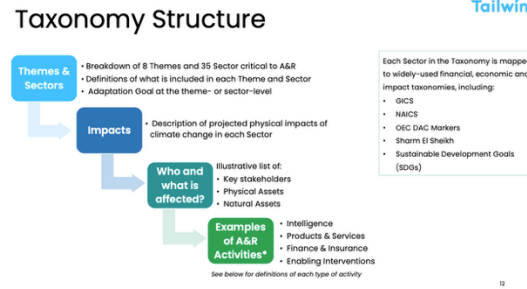 Taxonomy Structure
Tailwin
Themes &
Sectors
• Breakdown of 8 Themes and 35 Sector critical to A&R
• Definitions of what is included in each Theme and Sector
• Adaptation Goal at the theme- or sector-level
Impacts
• Description of projected physical impacts of
climate change in each Sector
Who and
what is
affected?
Illustrative list of:
• Key stakeholders
• Physical Assets
• Natural Assets
Examples
of A&R
Activities*
• Intelligence
• Products & Services
• Finance & Insurance
• Enabling Interventions
See below for definitions of each type of activity
Each Sector in the Taxonomy is mappe
to widely-used financial, economic and
impact taxonomies, including:
• GICS
• NAICS
• OEC DAC Markers
• Sharm El Sheikh
• Sustainable Development Goals
(SDGs)
12